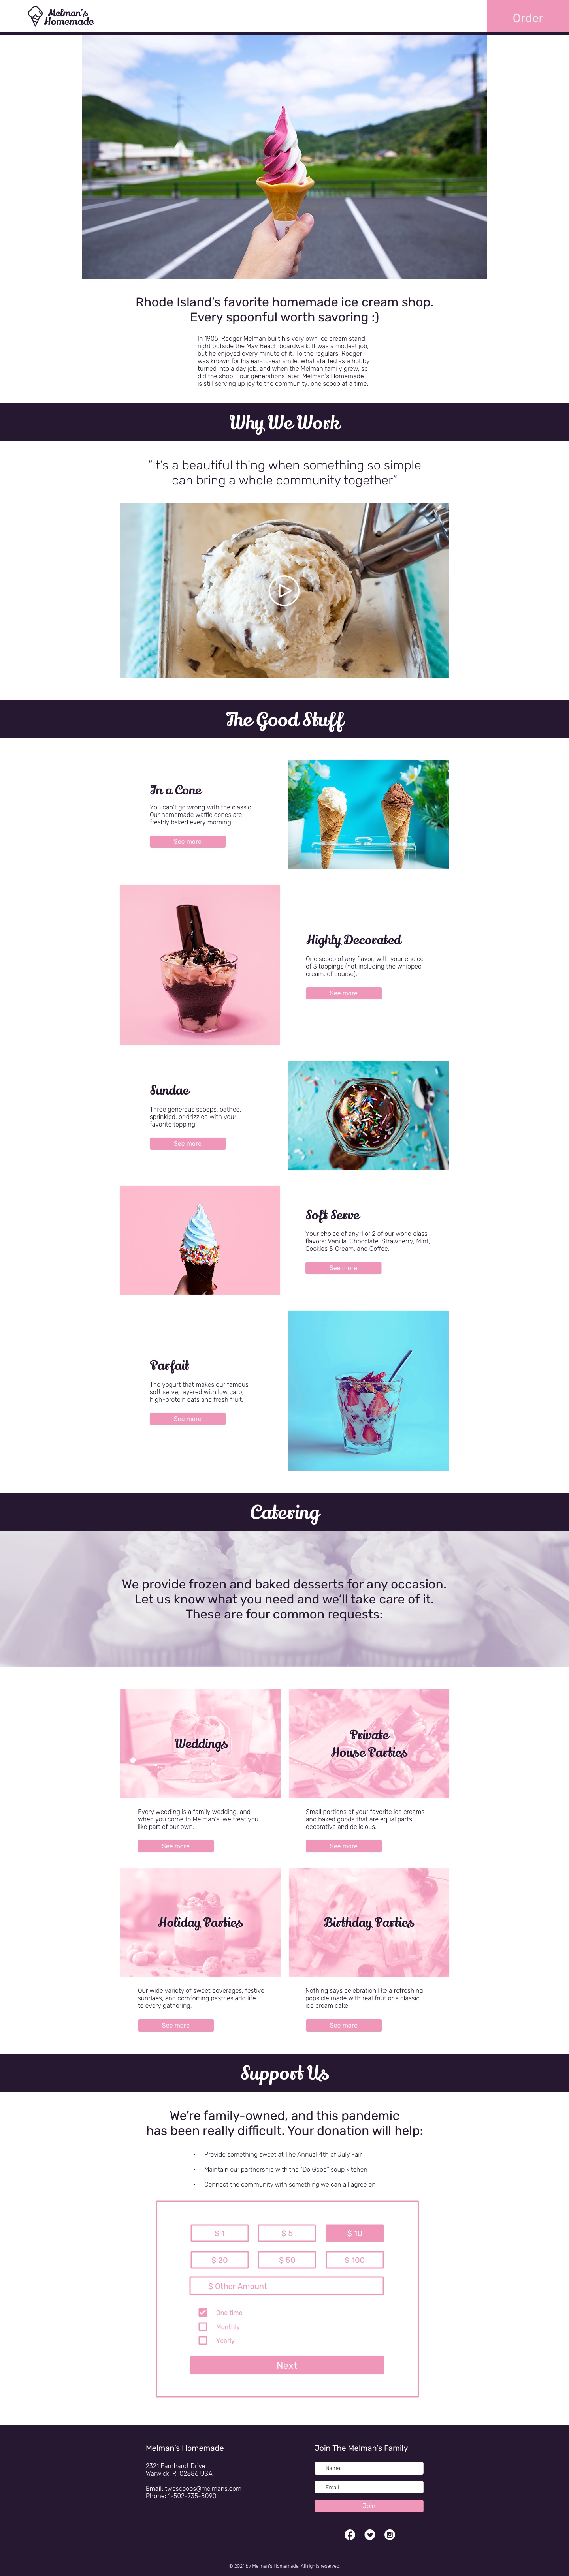 Melman's
Homemade
Order
Rhode Island's favorite homemade ice cream shop.
Every spoonful worth savoring :)
In 1905, Rodger Melman built his very own ice cream stand
right outside the May Beach boardwalk. It was a modest job,
but he enjoyed every minute of it. To the regulars, Rodger
was known for his ear-to-ear smile. What started as a hobby
turned into a day job, and when the Melman family grew, so
did the shop. Four generations later, Melman's Homemade
is still serving up joy to the community, one scoop at a time.
Why We Work
“It's a beautiful thing when something so simple
can bring a whole community together”
The Good Stuff
In a Cone
You can't go wrong with the classic.
Our homemade waffle cones are
freshly baked every morning.
See more
Highly Decorated
One scoop of any flavor, with your choice
of 3 toppings (not including the whipped
cream, of course).
See more
Sundae
Three generous scoops, bathed,
sprinkled, or drizzled with your
favorite topping.
See more
Soft Serve
Your choice of any 1 or 2 of our world class
flavors: Vanilla, Chocolate, Strawberry, Mint,
Cookies & Cream, and Coffee.
See more
Parfait
The yogurt that makes our famous
soft serve, layered with low carb,
high-protein oats and fresh fruit.
See more
Catering
We provide frozen and baked desserts for any occasion.
Let us know what you need and we'll take care of it.
These are four common requests:
Weddings
Every wedding is a family wedding, and
when you come to Melman's, we treat you
like part of our own.
See more
Private
House Parties
Small portions of your favorite ice creams
and baked goods that are equal parts
decorative and delicious.
See more
Holiday Parties
Our wide variety of sweet beverages, festive
sundaes, and comforting pastries add life
to every gathering.
See more
Birthday Parties
Nothing says celebration like a refreshing
popsicle made with real fruit or a classic
ice cream cake.
See more
Support Us
We're family-owned, and this pandemic
has been really difficult. Your donation will help:
• Provide something sweet at The Annual 4th of July Fair
• Maintain our partnership with the “Do Good” soup kitchen
• Connect the community with something we can all agree on
$ 1
$ 5
$ 10
$ 20
$ 50
$ 100
$ Other Amount
One time
Monthly
Yearly
Next
Melman's Homemade
2321 Earnhardt Drive
Warwick, RI 02886 USA
Email: twoscoops@melmans.com
Phone: 1-502-735-8090
Join The Melman's Family
Name
Email
Join
© 2021 by Melman's Homemade. All rights reserved.